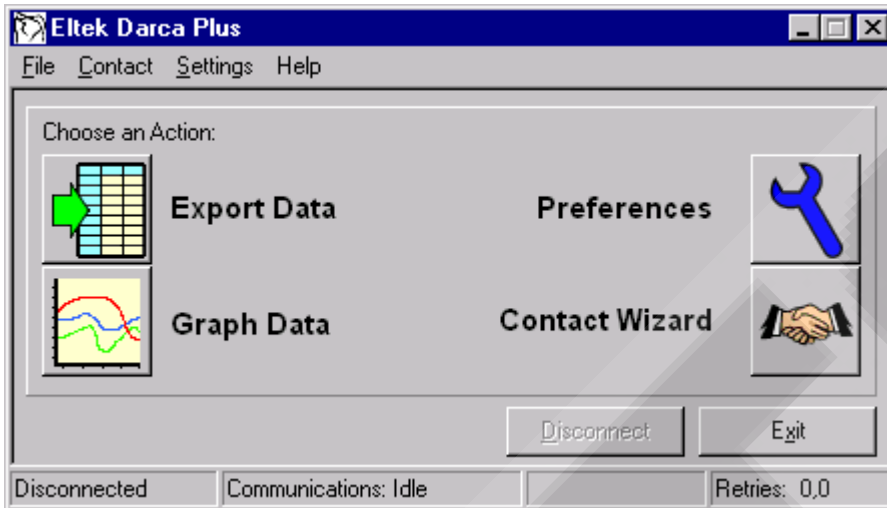 Eltek Darca Plus
File Contact Settings Help
Choose an Action:
Export Data
Preferences
Graph Data
Contact Wizard
Disconnect
Exit
Disconnected
Communications: Idle
Retries: 0,0